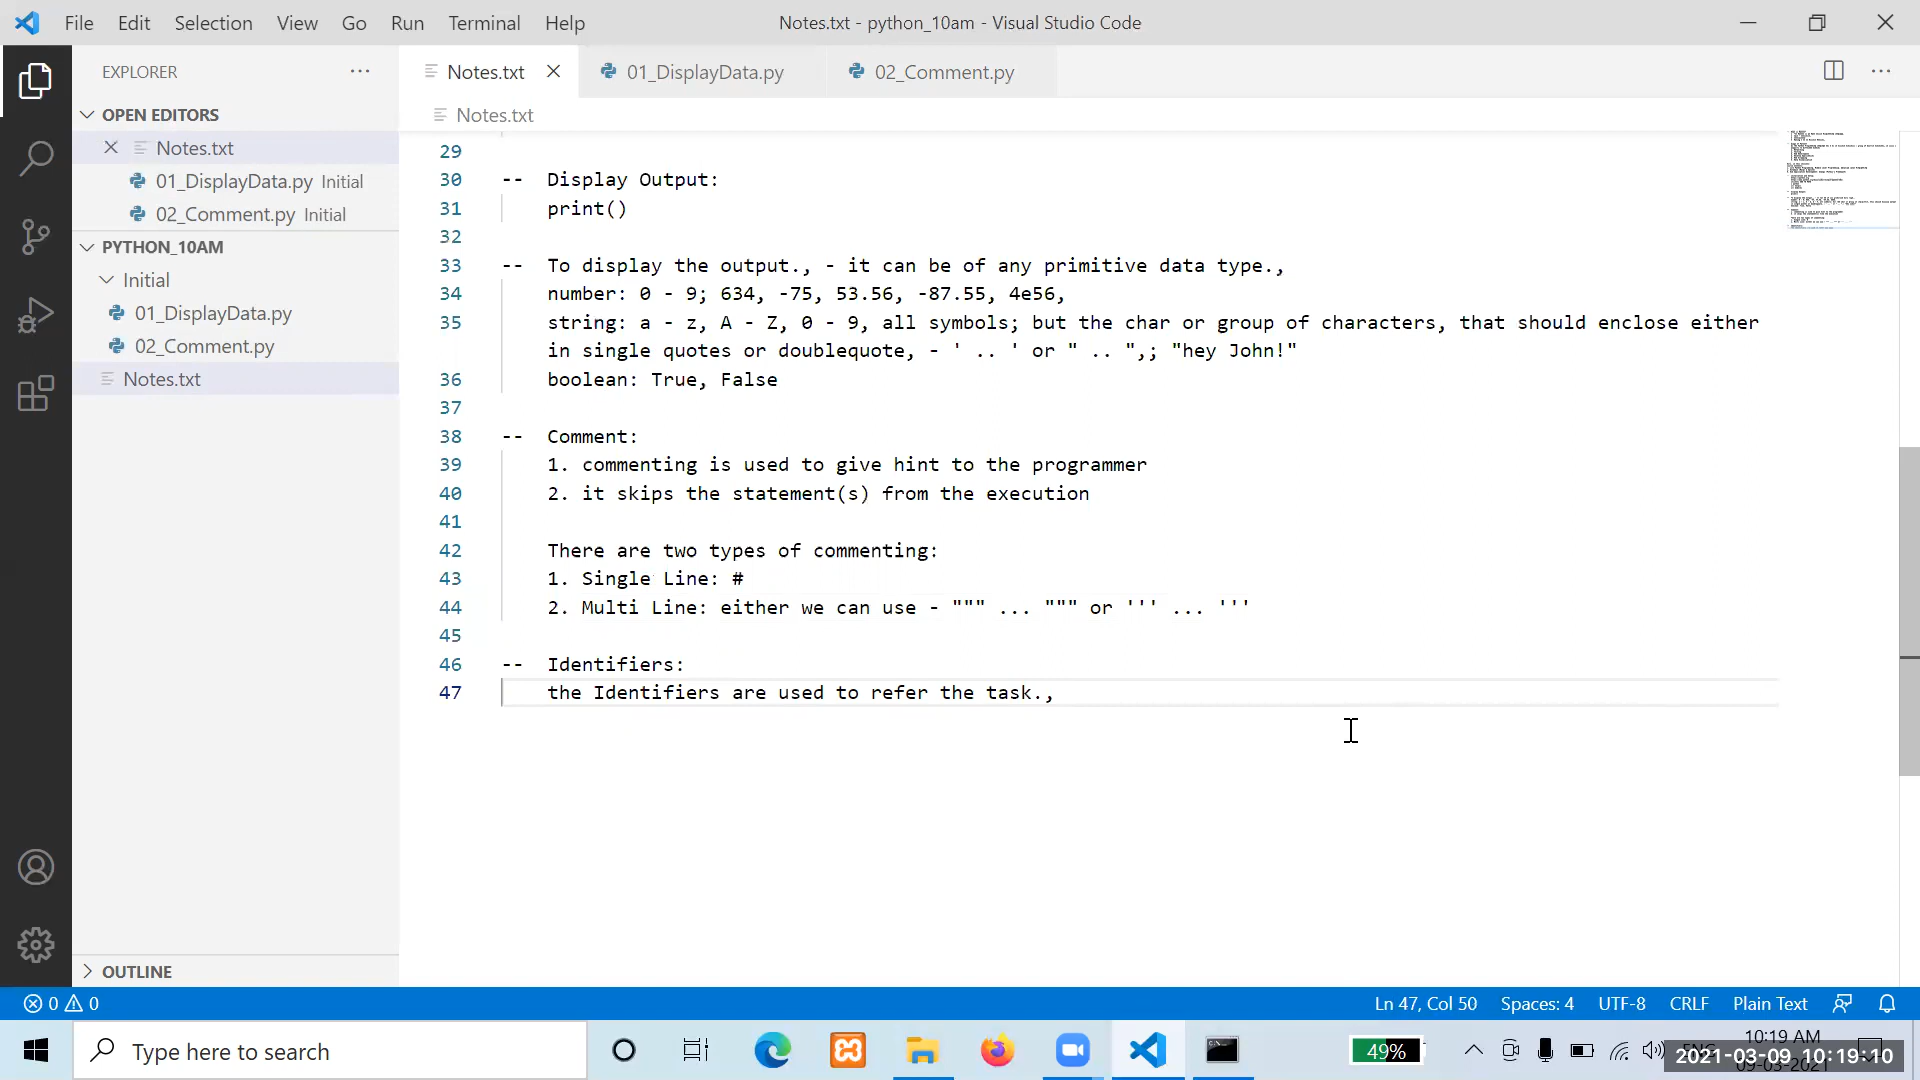 File Edit Selection View Go Run Terminal Help
Notes.txt - python_10am - Visual Studio Code
EXPLORER
OPEN EDITORS
Notes.txt
01_DisplayData.py Initial
02_Comment.py Initial
PYTHON_10AM
Initial
01_DisplayData.py
02_Comment.py
Notes.txt
OUTLINE
Notes.txt
01_DisplayData.py
02_Comment.py
Notes.txt
29
30 -- Display Output:
31 print()
32
33 -- To display the output., - it can be of any primitive data type.,
34 number: 0 - 9; 634, -75, 53.56, -87.55, 4e56,
35 string: a - z, A - Z, 0 - 9, all symbols; but the char or group of characters, that should enclose either
in single quotes or doublequote, - ' .. ' or " .. ",; "hey John!"
36 boolean: True, False
37
38 -- Comment:
39 1. commenting is used to give hint to the programmer
40 2. it skips the statement(s) from the execution
41
42 There are two types of commenting:
43 1. Single Line: #
44 2. Multi Line: either we can use - """ ... """ or ''' ... '''
45
46 -- Identifiers:
47 the Identifiers are used to refer the task.,
0 0
Ln 47, Col 50 Spaces: 4 UTF-8 CRLF Plain Text
Type here to search
49%
10:19 AM
2021-03-09 10:19:10